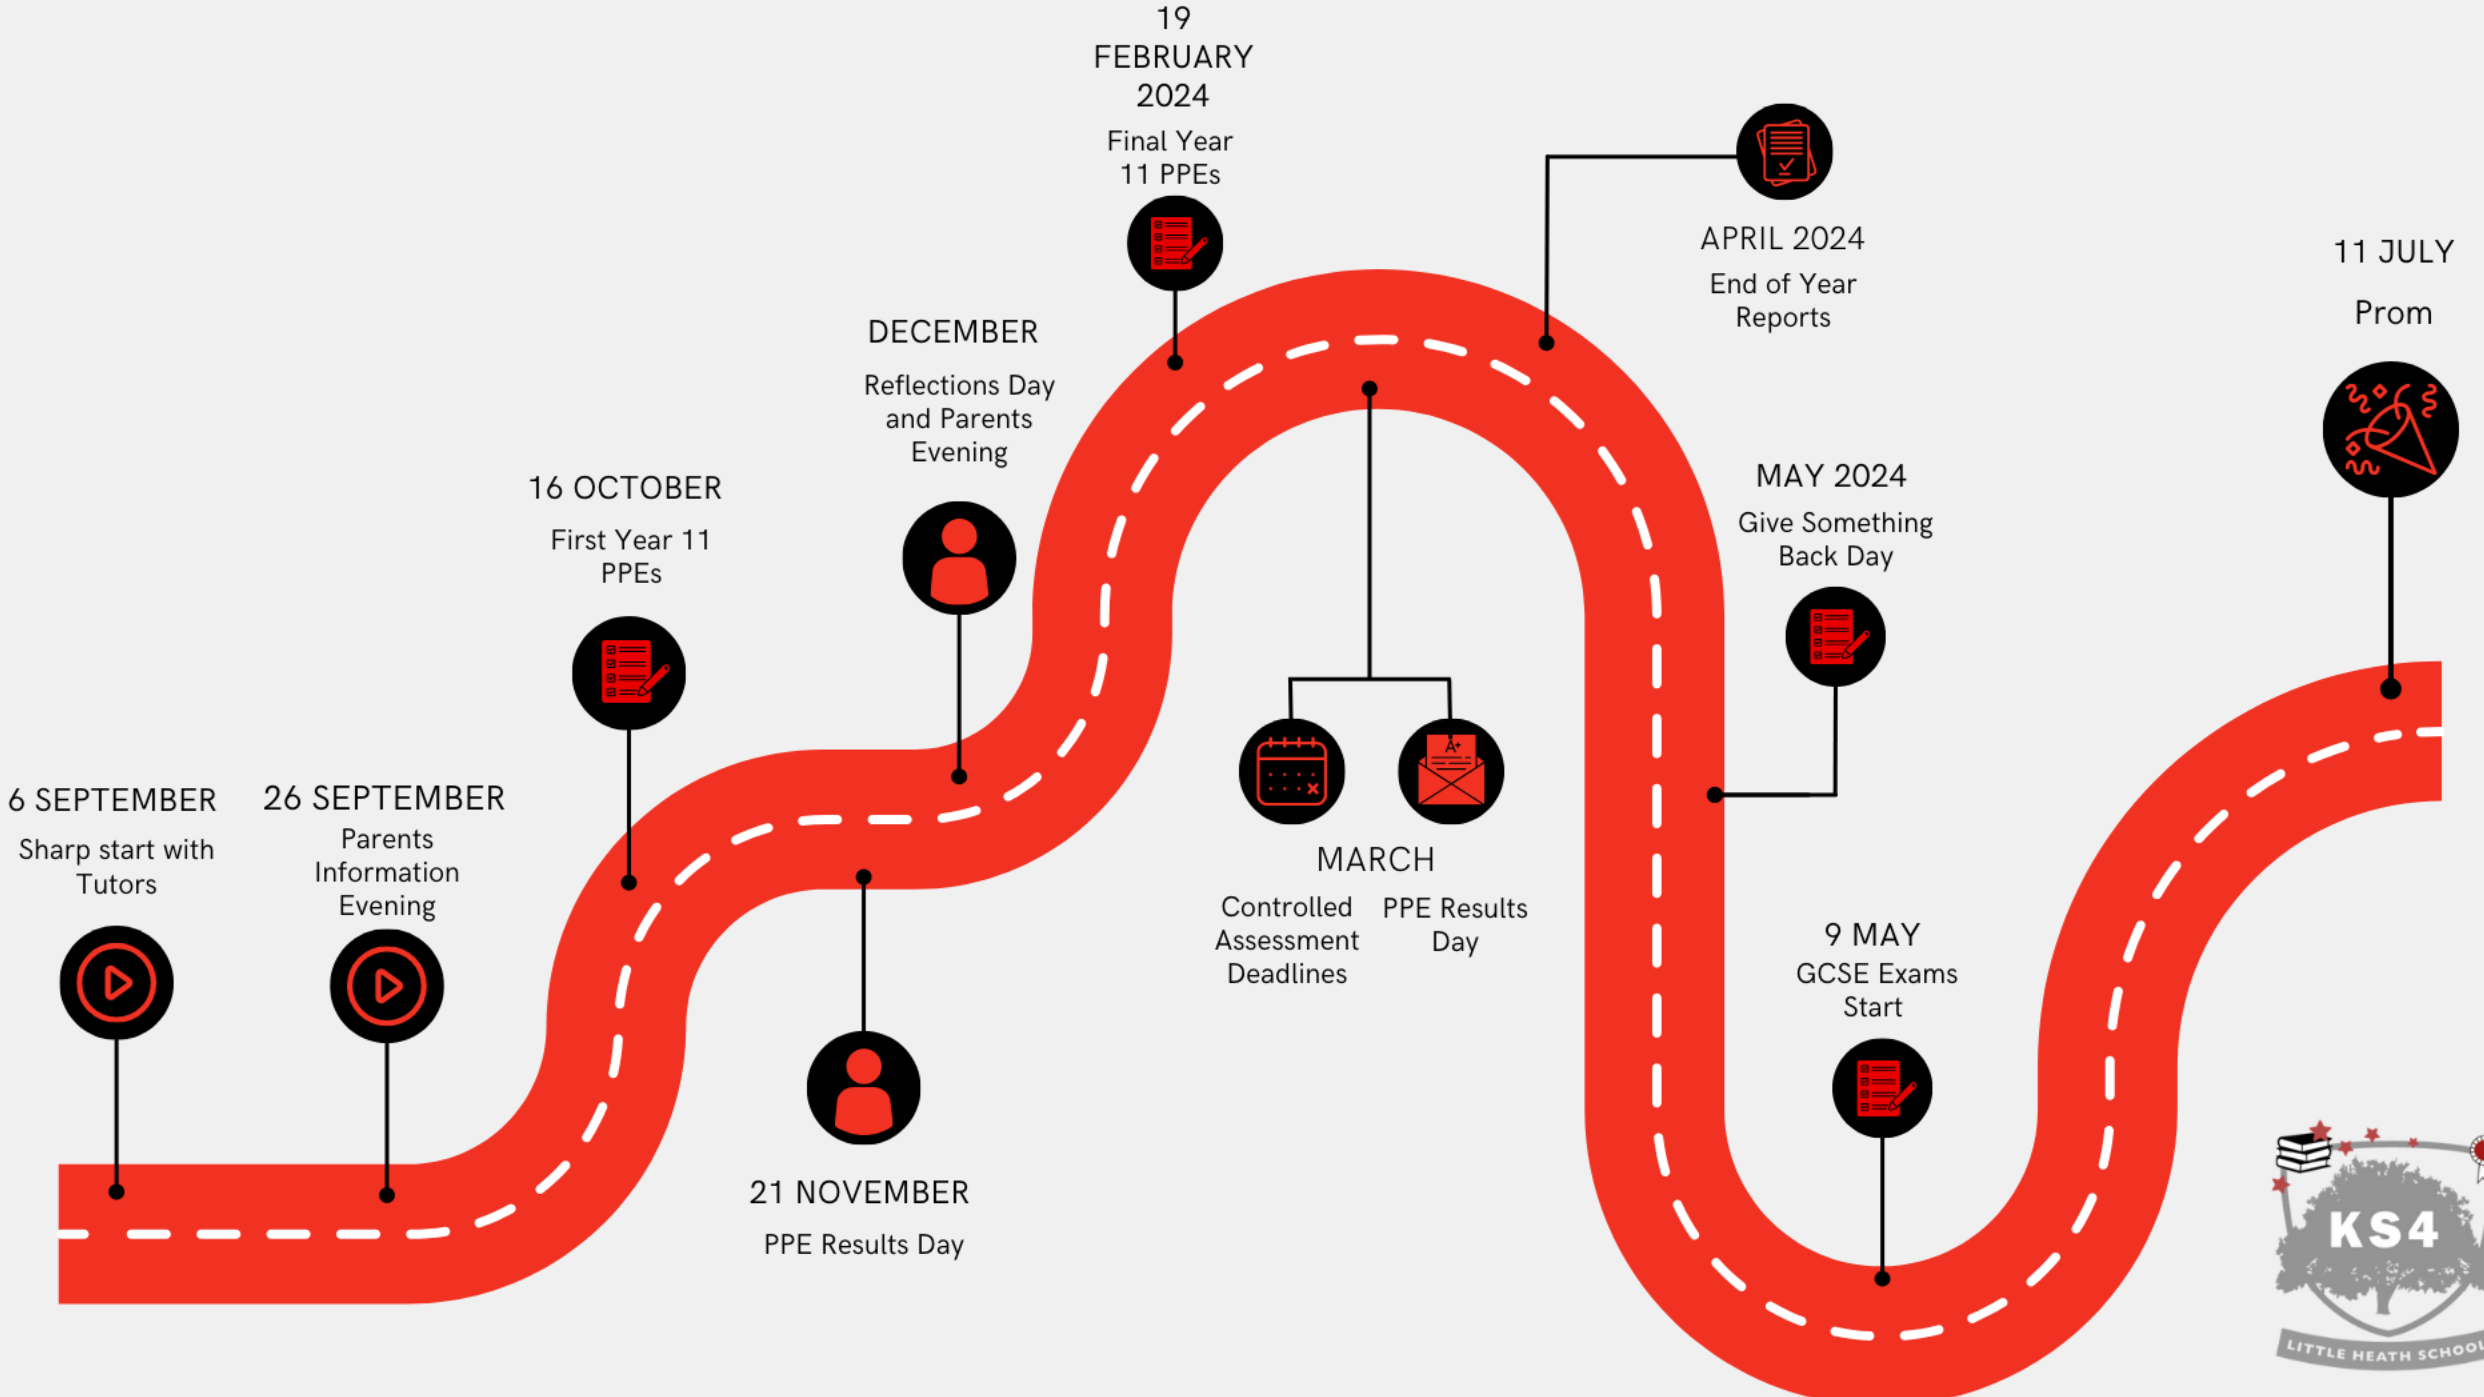 6 SEPTEMBER
Sharp start with
Tutors
26 SEPTEMBER
Parents
Information
Evening
16 OCTOBER
First Year 11
PPEs
21 NOVEMBER
PPE Results Day
DECEMBER
Reflections Day
and Parents
Evening
19
FEBRUARY
2024
Final Year
11 PPEs
A+
MARCH
Controlled
Assessment
Deadlines
PPE Results
Day
APRIL 2024
End of Year
Reports
MAY 2024
Give Something
Back Day
9 MAY
GCSE Exams
Start
11 JULY
Prom
KS4
LITTLE HEATH SCHOOL